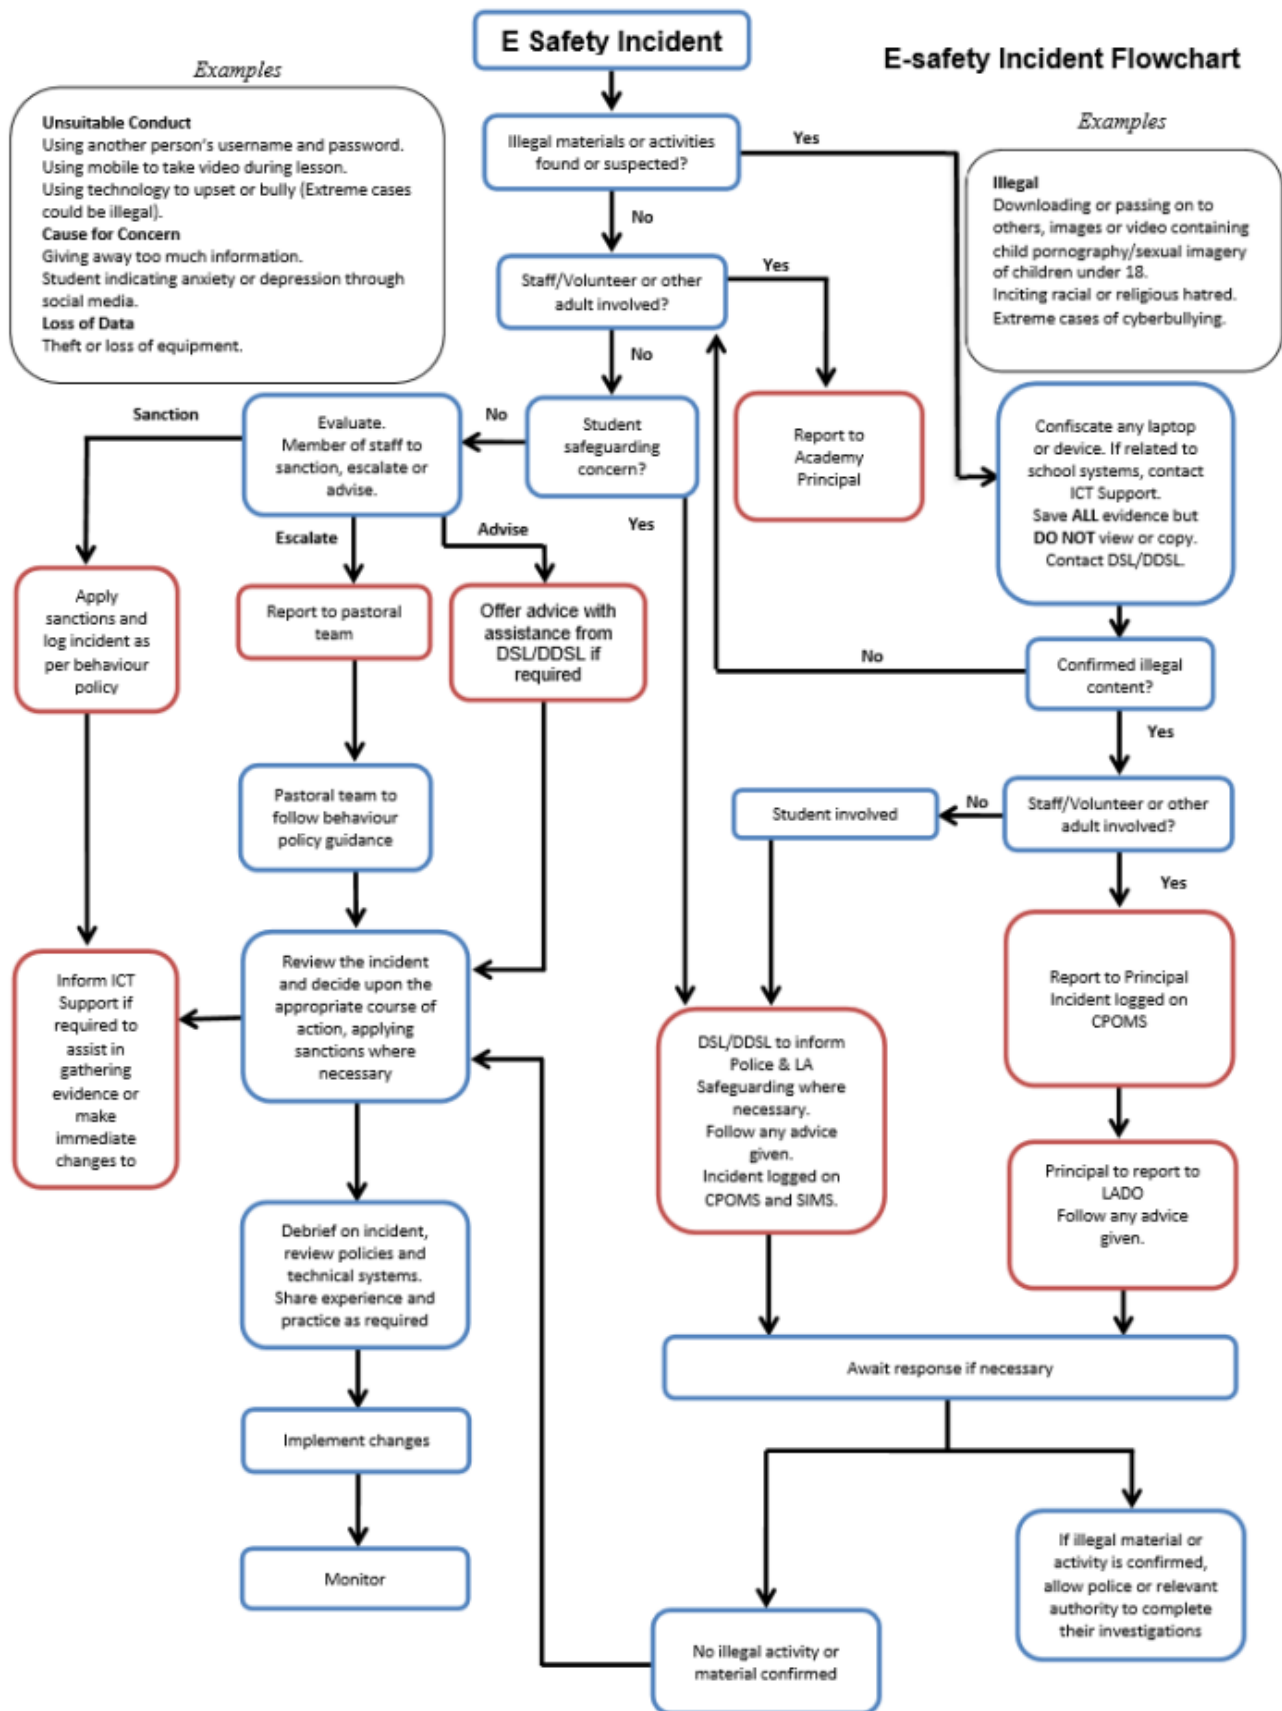 E Safety Incident
E-safety Incident Flowchart
Examples
Unsuitable Conduct
Using another person's username and password.
Using mobile to take video during lesson.
Using technology to upset or bully (Extreme cases
could be illegal).
Cause for Concern
Giving away too much information.
Student indicating anxiety or depression through
social media.
Loss of Data
Theft or loss of equipment.
Illegal materials or activities
found or suspected?
Yes
No
Examples
Illegal
Downloading or passing on to
others, images or video containing
child pornography/sexual imagery
of children under 18.
Inciting racial or religious hatred.
Extreme cases of cyberbullying.
Staff/Volunteer or other
adult involved?
Yes
No
Student
safeguarding
concern?
No
Yes
Evaluate.
Member of staff to
sanction, escalate or
advise.
Sanction
Escalate
Advise
Report to
Academy
Principal
Confiscate any laptop
or device. If related to
school systems, contact
ICT Support.
Save ALL evidence but
DO NOT view or copy.
Contact DSL/DDSL.
Apply
sanctions and
log incident as
per behaviour
policy
Report to pastoral
team
Offer advice with
assistance from
DSL/DDSL if
required
No
Confirmed illegal
content?
Yes
Pastoral team to
follow behaviour
policy guidance
Student involved
No
Staff/Volunteer or other
adult involved?
Yes
Inform ICT
Support if
required to
assist in
gathering
evidence or
make
immediate
changes to
Review the incident
and decide upon the
appropriate course of
action, applying
sanctions where
necessary
DSL/DDSL to inform
Police & LA
Safeguarding where
necessary.
Follow any advice
given.
Incident logged on
CPOMS and SIMS.
Report to Principal
Incident logged on
CPOMS
Principal to report to
LADO
Follow any advice
given.
Debrief on incident,
review policies and
technical systems.
Share experience and
practice as required
Await response if necessary
Implement changes
Monitor
No illegal activity or
material confirmed
If illegal material or
activity is confirmed,
allow police or relevant
authority to complete
their investigations